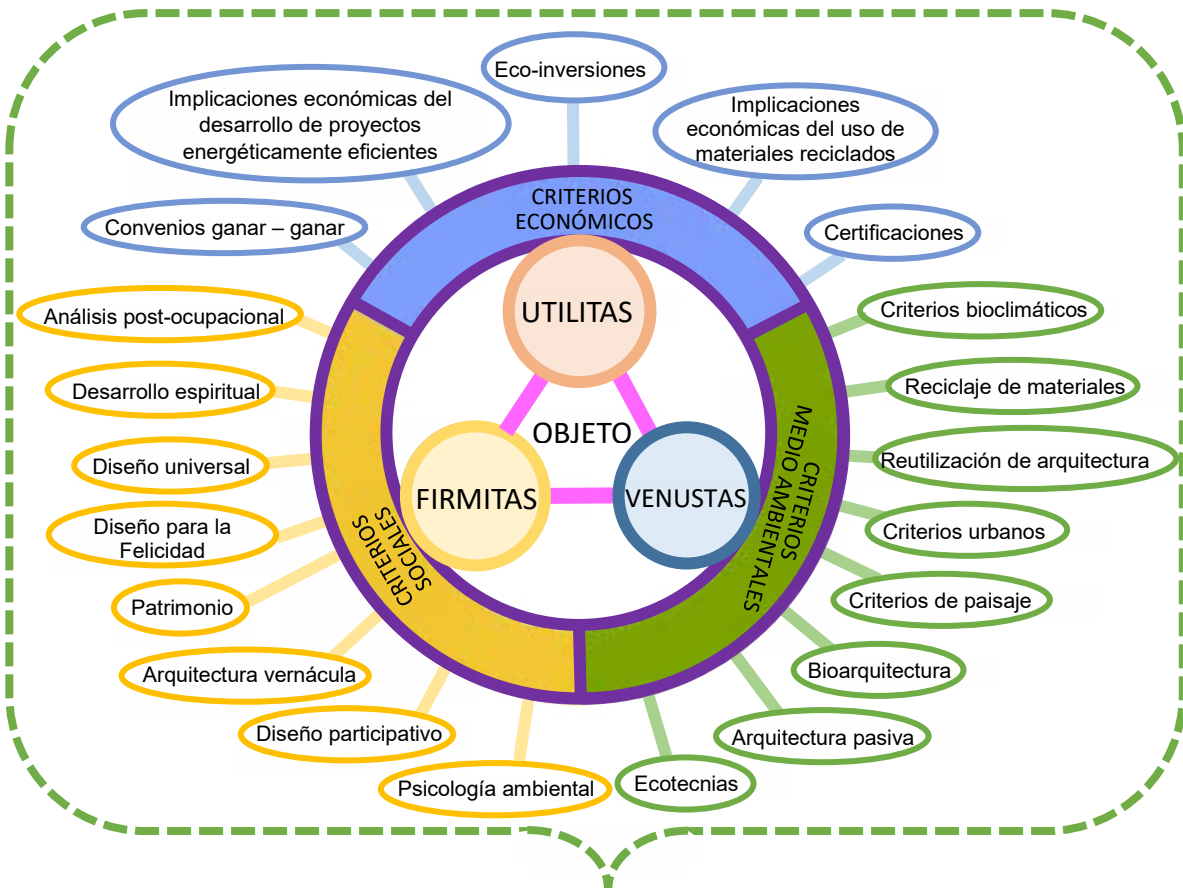 Eco-inversiones
Implicaciones económicas del
desarrollo de proyectos
energéticamente eficientes
Implicaciones
económicas del uso de
materiales reciclados
Convenios ganar – ganar
Certificaciones
CRITERIOS
ECONÓMICOS
UTILITAS
OBJETO
FIRMITAS
VENUSTAS
CRITERIOS
SOCIALES
CRITERIOS
MEDIO AMBIENTALES
Análisis post-ocupacional
Desarrollo espiritual
Diseño universal
Diseño para la
Felicidad
Patrimonio
Arquitectura vernácula
Diseño participativo
Psicología ambiental
Criterios bioclimáticos
Reciclaje de materiales
Reutilización de arquitectura
Criterios urbanos
Criterios de paisaje
Bioarquitectura
Arquitectura pasiva
Ecotecnias